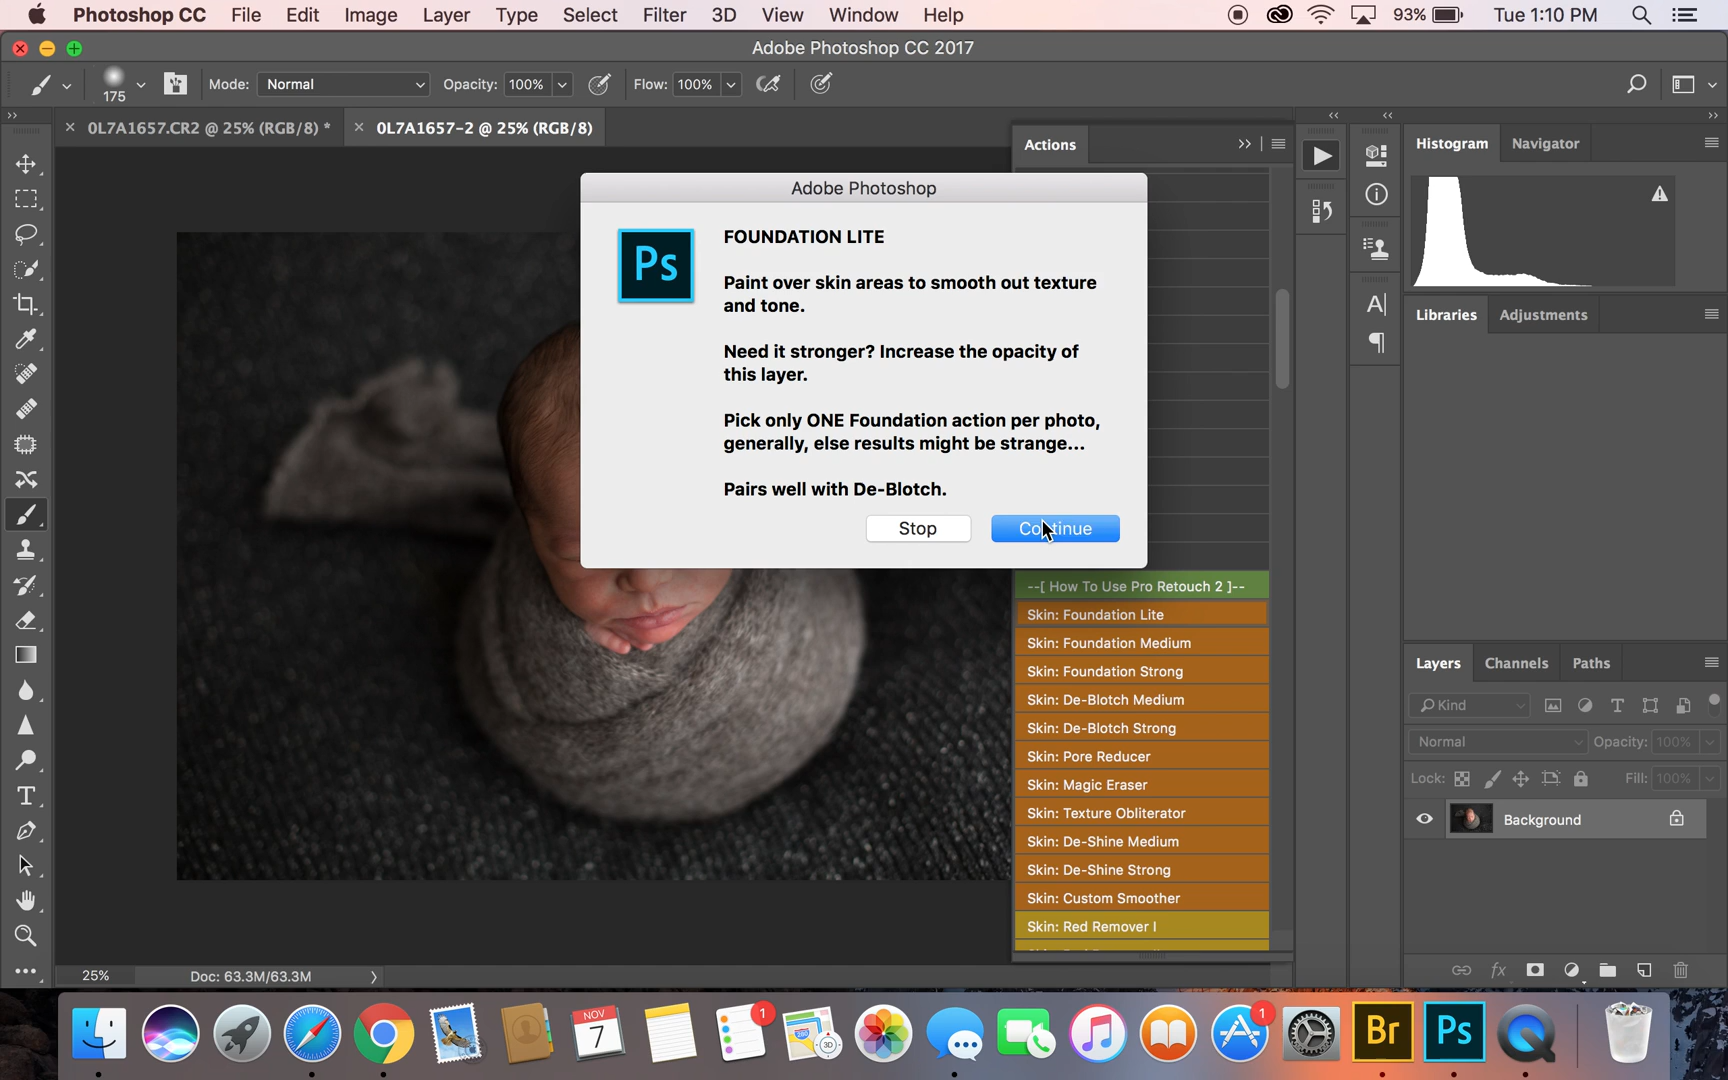 Photoshop CC File Edit Image Layer Type Select Filter 3D View Window Help 93% Tue 1:10 PM
Adobe Photoshop CC 2017
175 Mode: Normal Opacity: 100% Flow: 100%
0L7A1657.CR2 @ 25% (RGB/8) * 0L7A1657-2 @ 25% (RGB/8)
Actions
Histogram Navigator
Adobe Photoshop
Ps
FOUNDATION LITE
Paint over skin areas to smooth out texture
and tone.
Need it stronger? Increase the opacity of
this layer.
Pick only ONE Foundation action per photo,
generally, else results might be strange...
Pairs well with De-Blotch.
Stop Continue
Libraries Adjustments
--[ How To Use Pro Retouch 2 ]--
Skin: Foundation Lite
Skin: Foundation Medium
Skin: Foundation Strong
Skin: De-Blotch Medium
Skin: De-Blotch Strong
Skin: Pore Reducer
Skin: Magic Eraser
Skin: Texture Obliterator
Skin: De-Shine Medium
Skin: De-Shine Strong
Skin: Custom Smoother
Skin: Red Remover I
Layers Channels Paths
Kind
Normal Opacity: 100%
Lock: Fill: 100%
Background
fx
25% Doc: 63.3M/63.3M
NOV
7
1
280
3D
1
Br
Ps